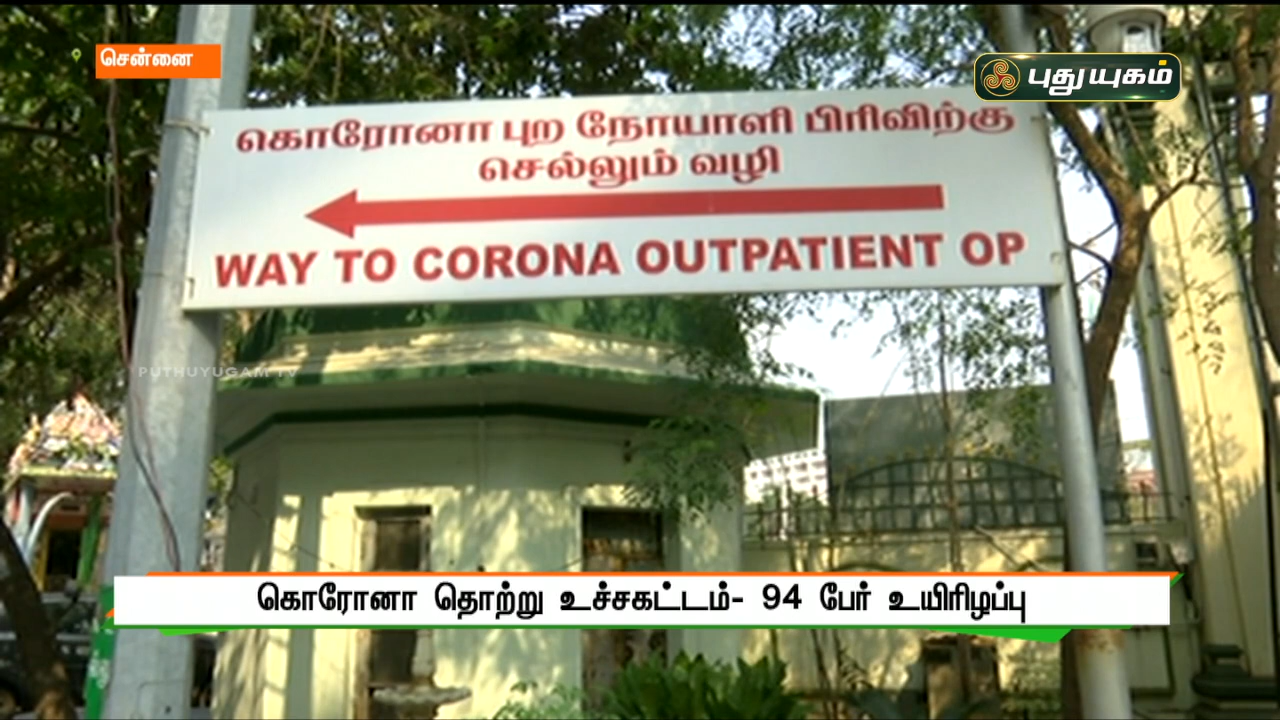 சென்னை
புதுயுகம்
கொரோனா புற நோயாளி பிரிவிற்கு
செல்லும் வழி
WAY TO CORONA OUTPATIENT OP
PUTHUYUGAM TV
கொரோனா தொற்று உச்சகட்டம்- 94 பேர் உயிரிழப்பு